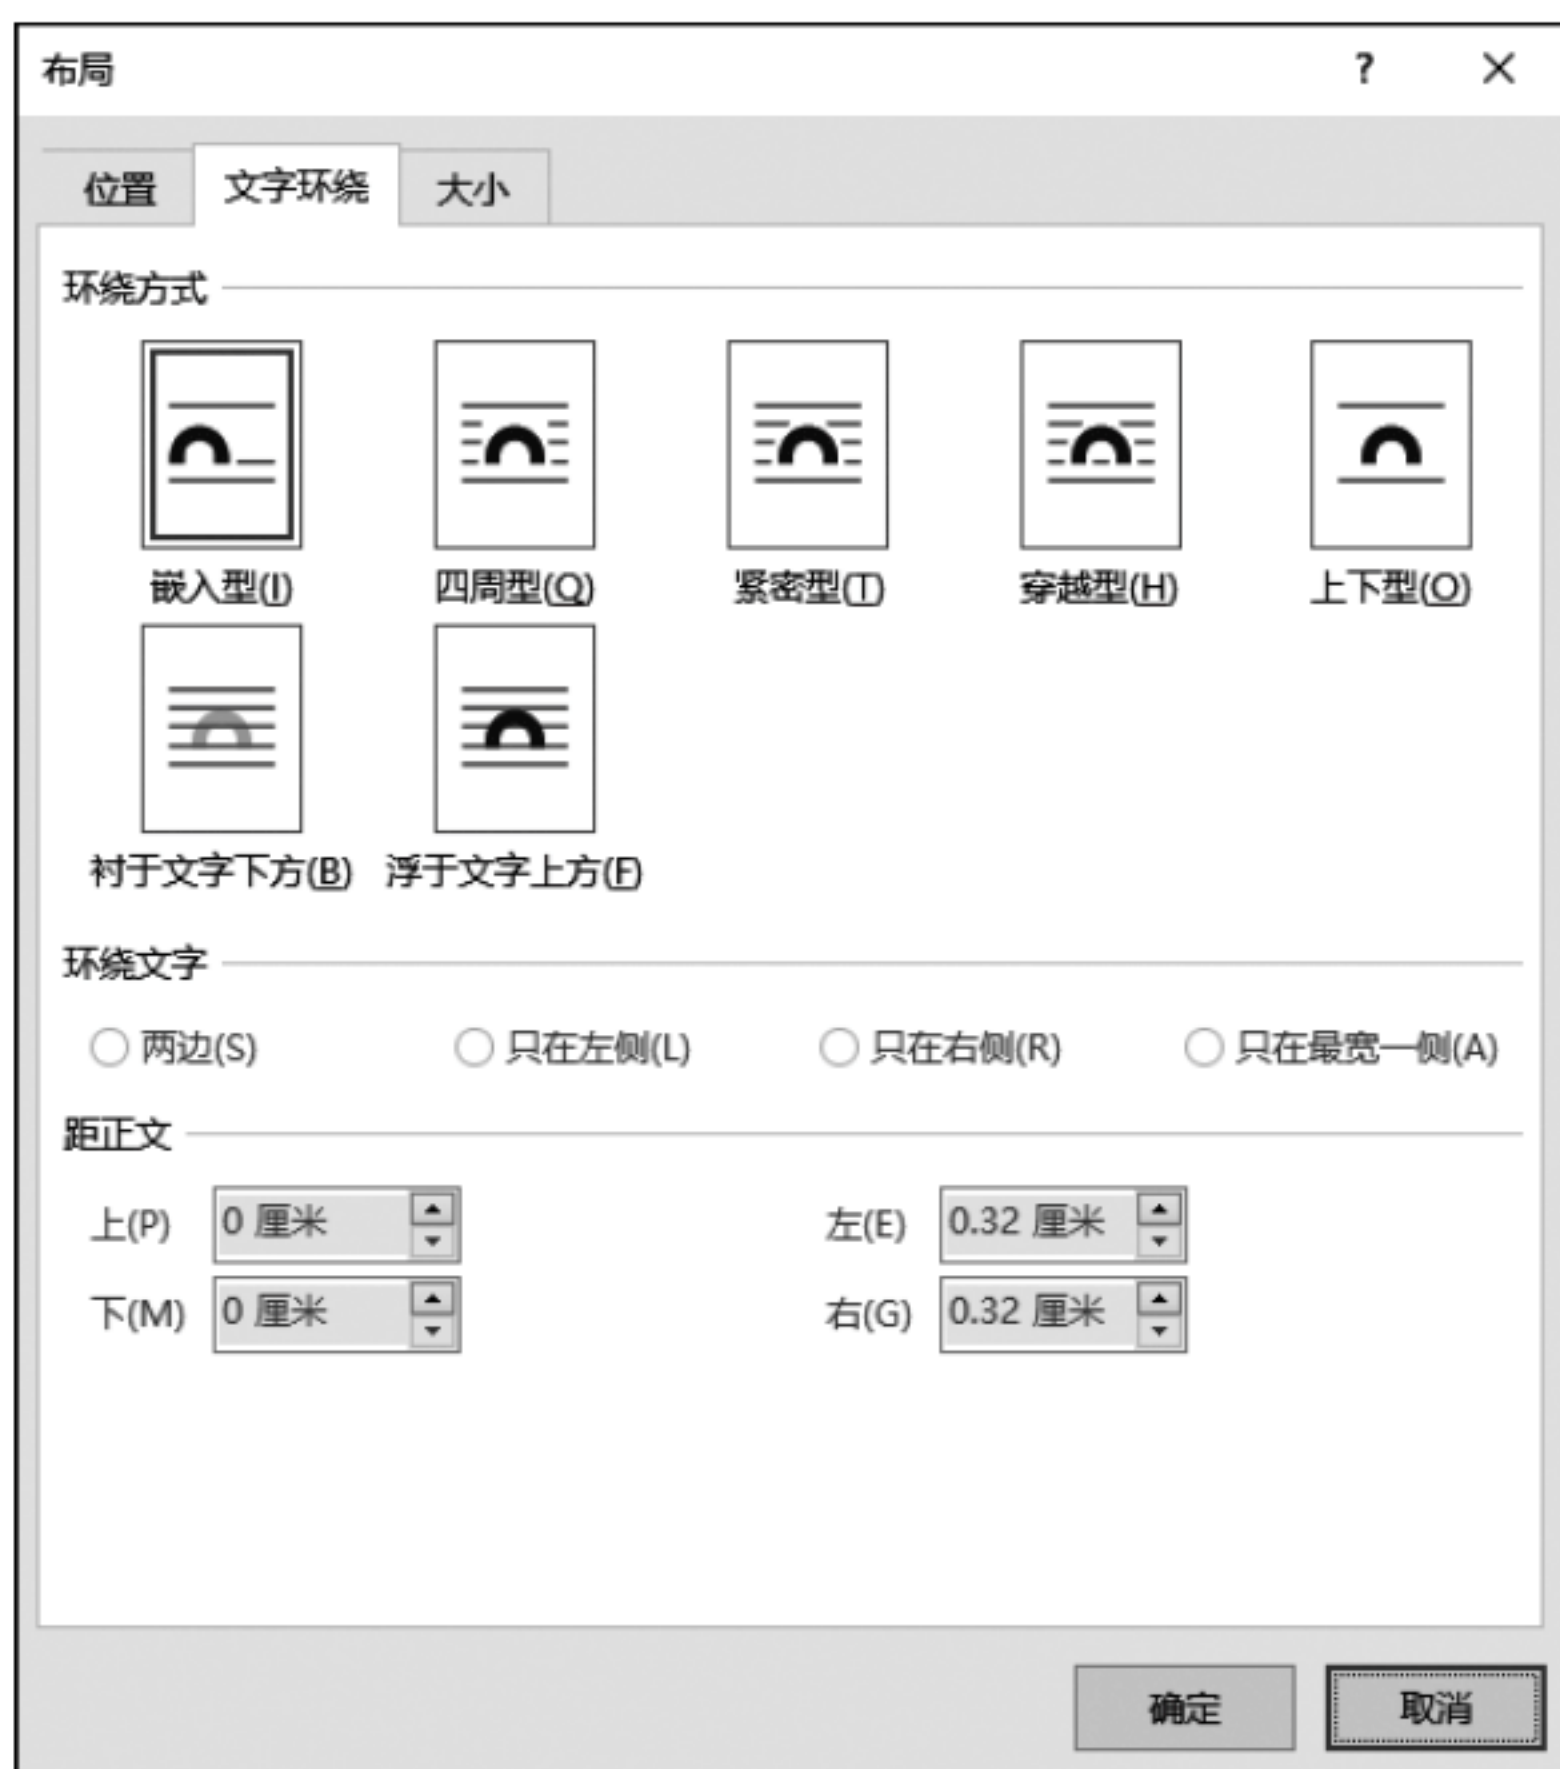 布局 ? ×
位置 文字环绕 大小
环绕方式
嵌入型(I) 四周型(Q) 紧密型(T) 穿越型(H) 上下型(O)
衬于文字下方(B) 浮于文字上方(F)
环绕文字
两边(S) 只在左侧(L) 只在右侧(R) 只在最宽一侧(A)
距正文
上(P) 0 厘米 左(E) 0.32 厘米
下(M) 0 厘米 右(G) 0.32 厘米
确定 取消